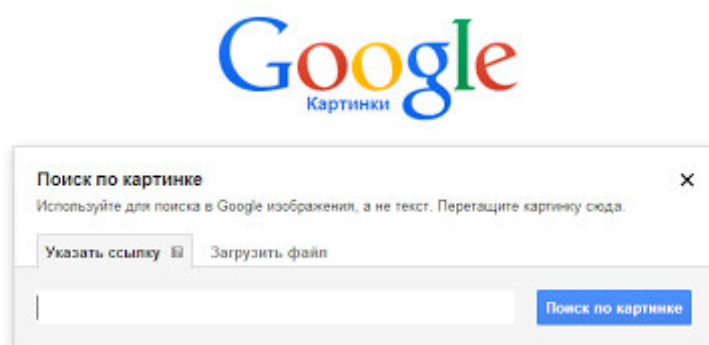 Google
Картинки
Поиск по картинке
Используйте для поиска в Google изображения, а не текст. Перетащите картинку сюда.
Указать ссылку Загрузить файл
Поиск по картинке